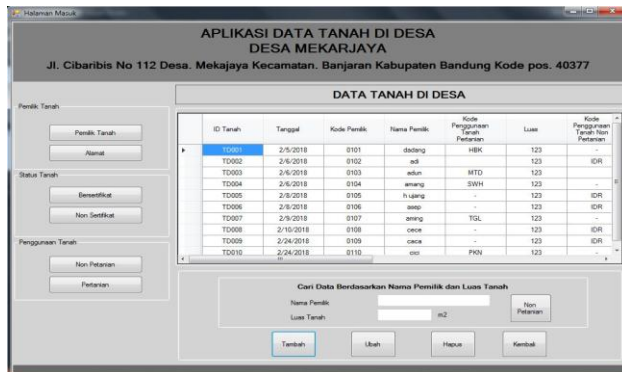 Halaman Masuk
APLIKASI DATA TANAH DI DESA
DESA MEKARJAYA
Jl. Cibaribis No 112 Desa. Mekajaya Kecamatan. Banjaran Kabupaten Bandung Kode pos. 40377
DATA TANAH DI DESA
Pemilik Tanah
Pemilik Tanah
Alamat
Status Tanah
Bersertifikat
Non Sertifikat
Penggunaan Tanah
Non Petanian
Pertanian
ID Tanah Tanggal Kode Pemilik Nama Pemilik Kode Penggunaan Tanah Pertanian Luas Kode Penggunaan Tanah Non Pertanian
TD001 2/5/2018 0101 dadang HBK 123 -
TD002 2/6/2018 0102 adi 123 IDR
TD003 2/6/2018 0103 adun MTD 123
TD004 2/6/2018 0104 amang SWH 123 -
TD005 2/8/2018 0105 h ujang - 123 IDR
TD006 2/8/2018 0106 asep - 123 IDR
TD007 2/9/2018 0107 aming TGL 123 -
TD008 2/10/2018 0108 cece - 123 IDR
TD009 2/24/2018 0109 caca - 123 IDR
TD010 2/24/2018 0110 PKN 123 -
Cari Data Berdasarkan Nama Pemilik dan Luas Tanah
Nama Pemilik
Luas Tanah m2
Non Petanian
Tambah Ubah Hapus Kembali